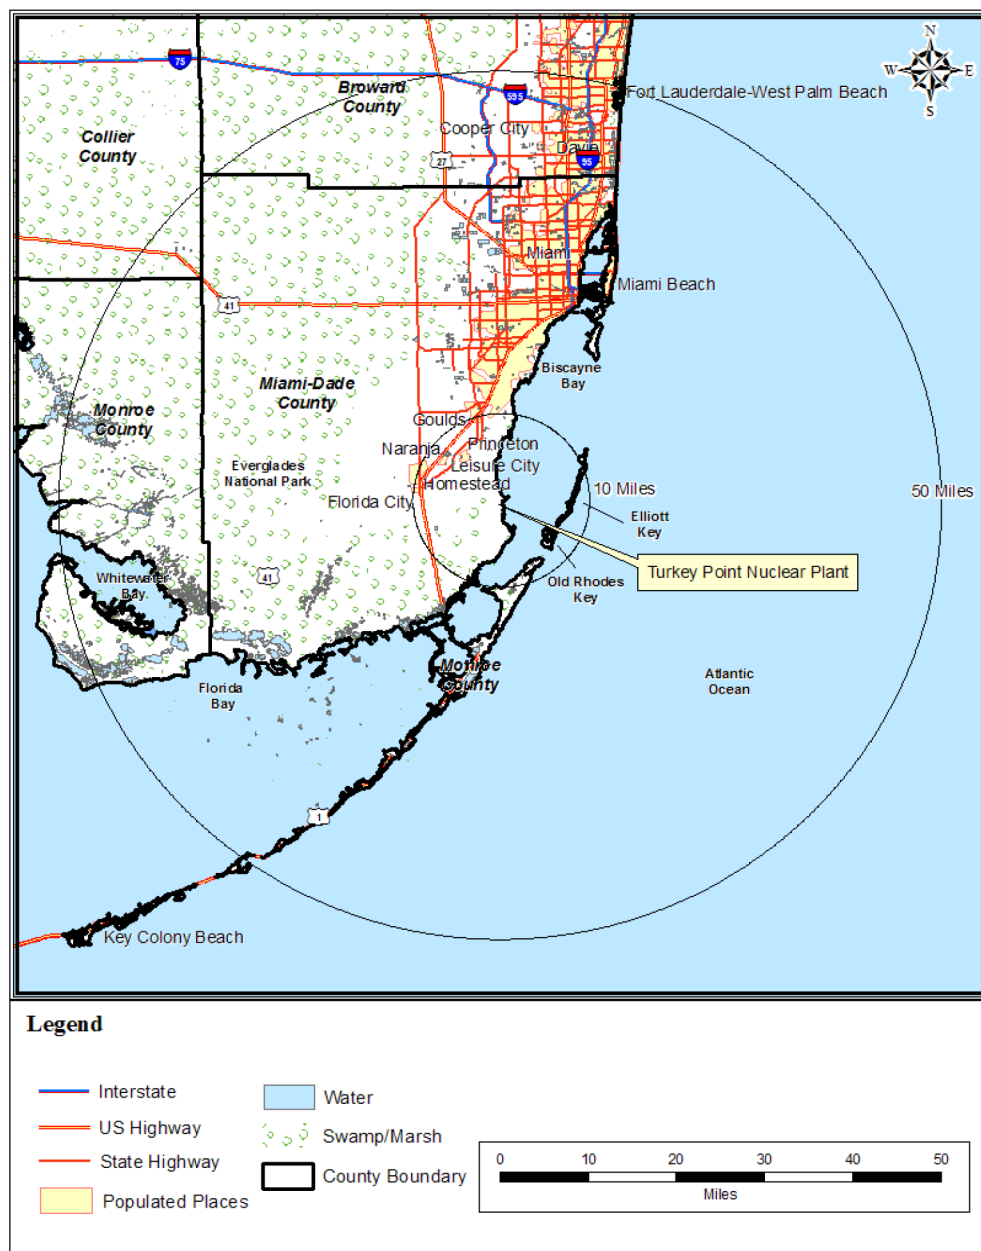 N
W
E
S
75
Broward
County
595
Fort Lauderdale-West Palm Beach
Collier
County
Cooper City
Davie
27
95
Miami
41
Miami Beach
Biscayne
Bay
Miami-Dade
County
Monroe
County
Goulds
Princeton
Naranja
Leisure City
Everglades
National Park
Homestead
10 Miles
50 Miles
Florida City
Elliott
Key
Turkey Point Nuclear Plant
Old Rhodes
Key
41
Whitewater
Bay
Monroe
County
Atlantic
Ocean
Florida
Bay
1
Key Colony Beach
Legend
Interstate
US Highway
State Highway
Populated Places
Water
Swamp/Marsh
County Boundary
0 10 20 30 40 50
Miles